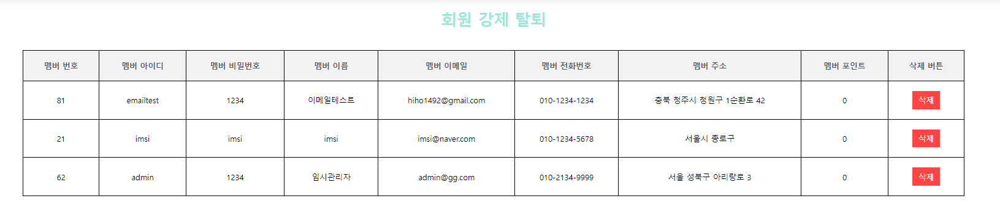 회원 강제 탈퇴
멤버 번호 멤버 아이디 멤버 비밀번호 멤버 이름 멤버 이메일 멤버 전화번호 멤버 주소 멤버 포인트 삭제 버튼
81 emailtest 1234 이메일테스트 hiho1492@gmail.com 010-1234-1234 충북 청주시 청원구 1순환로 42 0 삭제
21 imsi imsi imsi imsi@naver.com 010-1234-5678 서울시 종로구 0 삭제
62 admin 1234 임시관리자 admin@gg.com 010-2134-9999 서울 성북구 아리랑로 3 0 삭제